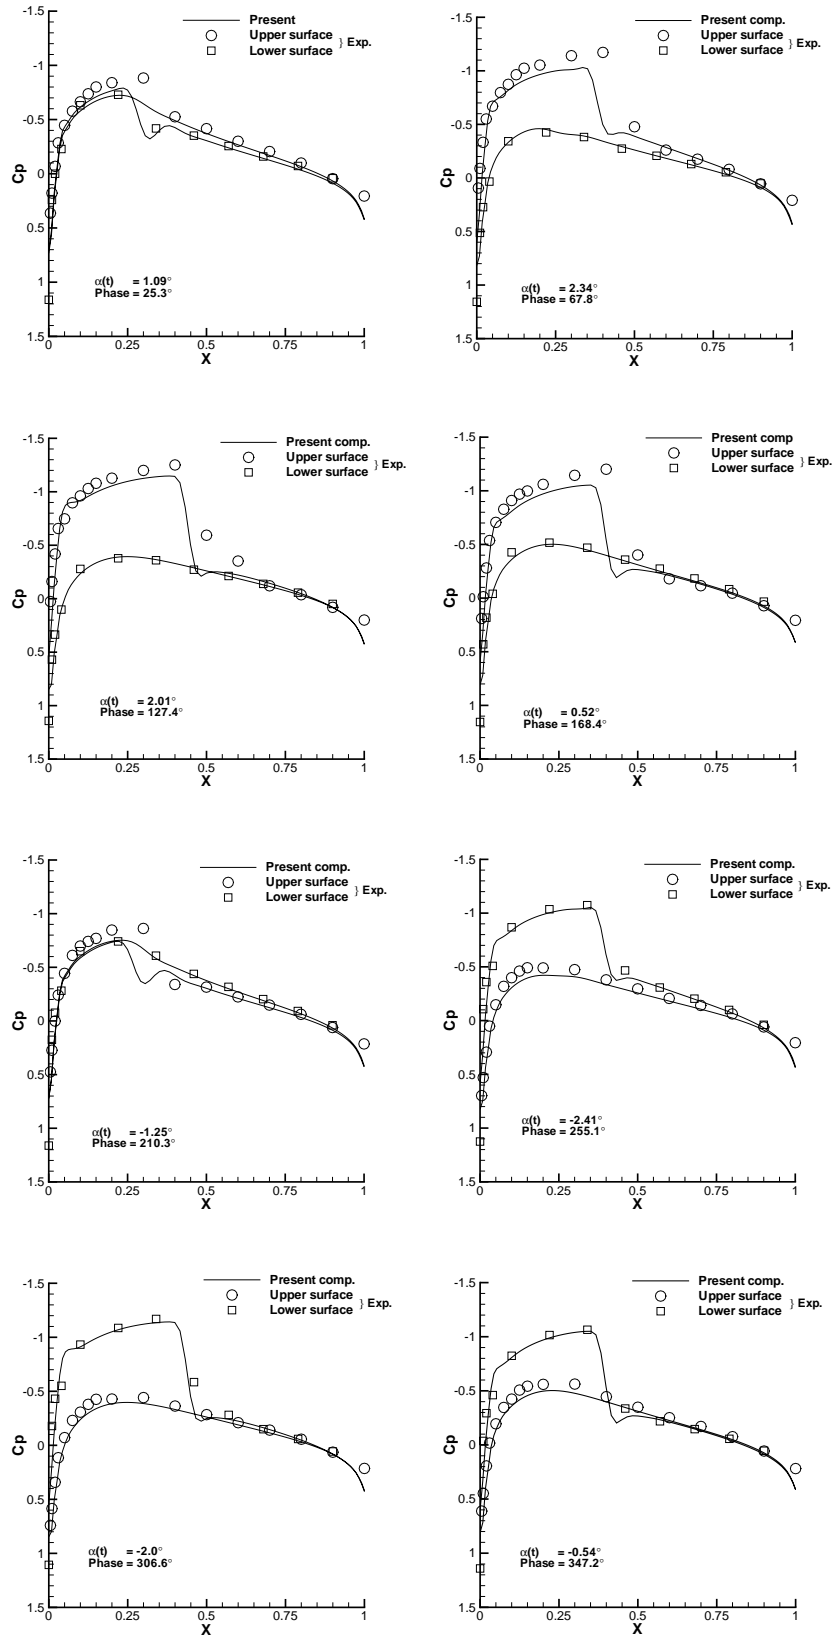 Present
Upper surface
Lower surface
} Exp.
-1.5
-1
-0.5
0
0.5
1
1.5
Cp
α(t) = 1.09°
Phase = 25.3°
0 0.25 0.5 0.75 1
X
Present comp.
Upper surface
Lower surface
} Exp.
-1.5
-1
-0.5
0
0.5
1
1.5
Cp
α(t) = 2.34°
Phase = 67.8°
0 0.25 0.5 0.75 1
X
Present comp.
Upper surface
Lower surface
} Exp.
-1.5
-1
-0.5
0
0.5
1
1.5
Cp
α(t) = 2.01°
Phase = 127.4°
0 0.25 0.5 0.75 1
X
Present comp
Upper surface
Lower surface
} Exp.
-1.5
-1
-0.5
0
0.5
1
1.5
Cp
α(t) = 0.52°
Phase = 168.4°
0 0.25 0.5 0.75 1
X
Present comp.
Upper surface
Lower surface
} Exp.
-1.5
-1
-0.5
0
0.5
1
1.5
Cp
α(t) = -1.25°
Phase = 210.3°
0 0.25 0.5 0.75 1
X
Present comp.
Upper surface
Lower surface
} Exp.
-1.5
-1
-0.5
0
0.5
1
1.5
Cp
α(t) = -2.41°
Phase = 255.1°
0 0.25 0.5 0.75 1
X
Present comp.
Upper surface
Lower surface
} Exp.
-1.5
-1
-0.5
0
0.5
1
1.5
Cp
α(t) = -2.0°
Phase = 306.6°
0 0.25 0.5 0.75 1
X
Present comp.
Upper surface
Lower surface
} Exp.
-1.5
-1
-0.5
0
0.5
1
1.5
Cp
α(t) = -0.54°
Phase = 347.2°
0 0.25 0.5 0.75 1
X